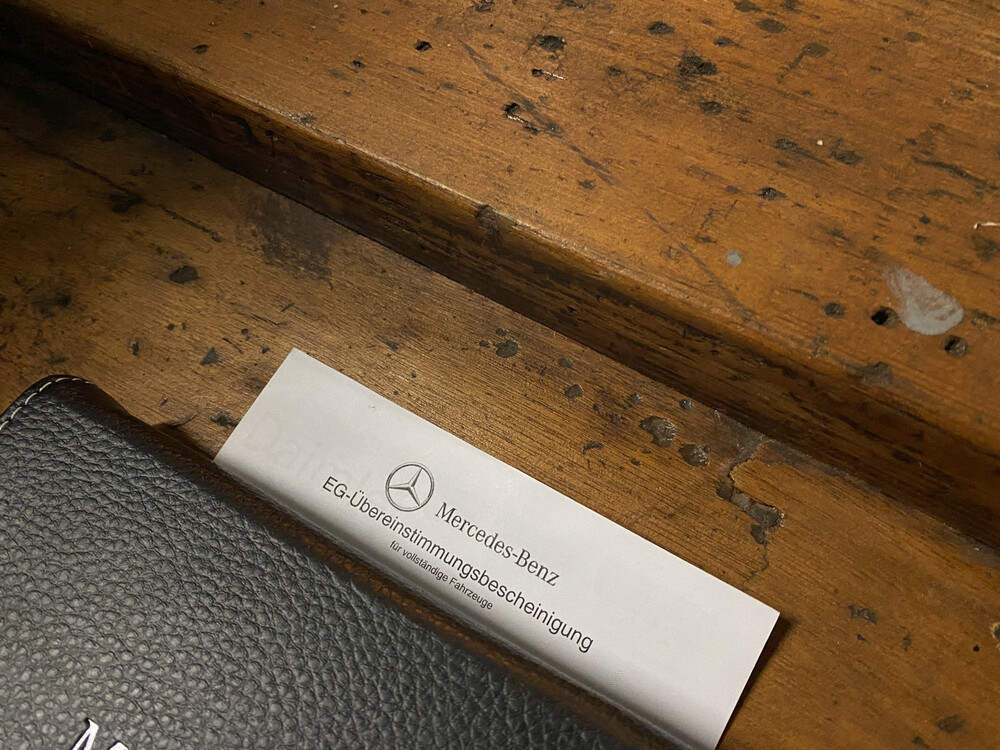 Mercedes-Benz
EG-Übereinstimmungsbescheinigung
für vollständige Fahrzeuge
M